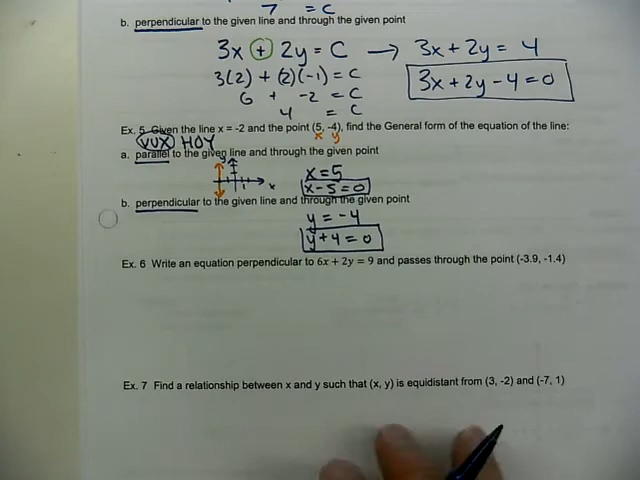 7 = C
b. perpendicular to the given line and through the given point
3x + 2y = C → 3x + 2y = 4
3(2) + (2)(-1) = C
3x + 2y - 4 = 0
6 + -2 = C
4 = C
Ex. 5 Given the line x = -2 and the point (5, -4), find the General form of the equation of the line:
x y
VUX HOY
a. parallel to the given line and through the given point
y
x
x = 5
x - 5 = 0
b. perpendicular to the given line and through the given point
y = -4
y + 4 = 0
Ex. 6 Write an equation perpendicular to 6x + 2y = 9 and passes through the point (-3.9, -1.4)
Ex. 7 Find a relationship between x and y such that (x, y) is equidistant from (3, -2) and (-7, 1)